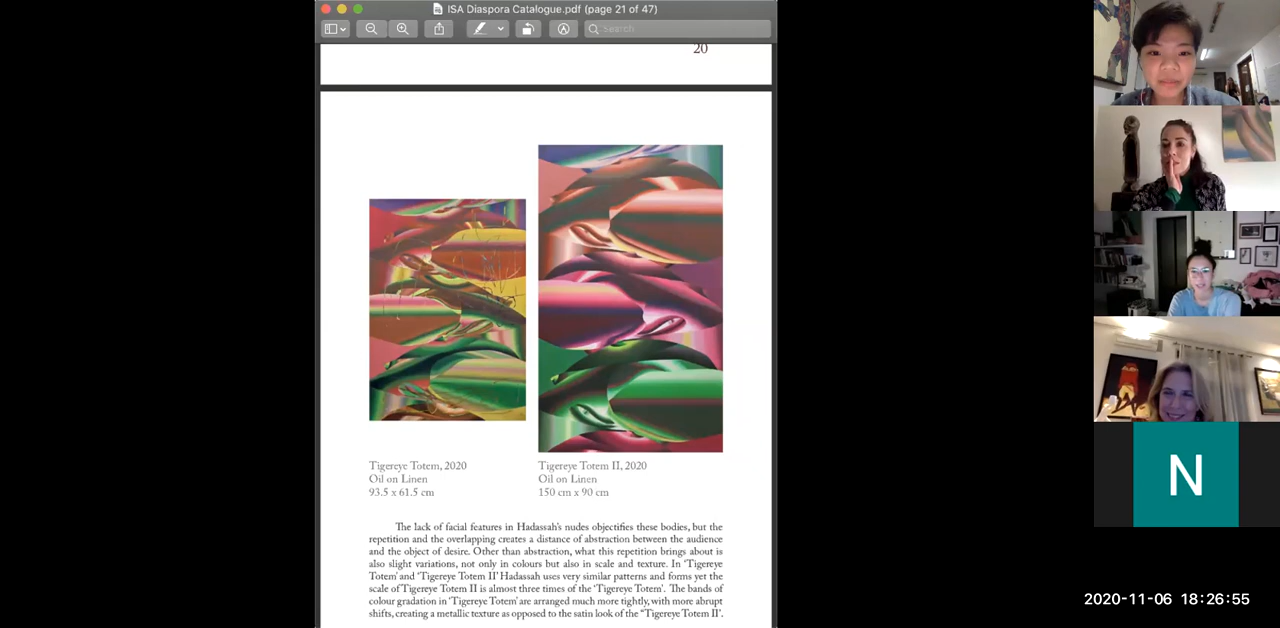 ISA Diaspora Catalogue.pdf (page 21 of 47)
Search
20
Tigereye Totem, 2020
Oil on Linen
93.5 x 61.5 cm
Tigereye Totem II, 2020
Oil on Linen
150 cm x 90 cm
The lack of facial features in Hadassah's nudes objectifies these bodies, but the
repetition and the overlapping creates a distance of abstraction between the audience
and the object of desire. Other than abstraction, what this repetition brings about is
also slight variations, not only in colours but also in scale and texture. In 'Tigereye
Totem' and 'Tigereye Totem II' Hadassah uses very similar patterns and forms yet the
scale of Tigereye Totem II is almost three times of the 'Tigereye Totem'. The bands of
colour gradation in 'Tigereye Totem' are arranged much more tightly, with more abrupt
shifts, creating a metallic texture as opposed to the satin look of the "Tigereye Totem II'.
N
2020-11-06 18:26:55